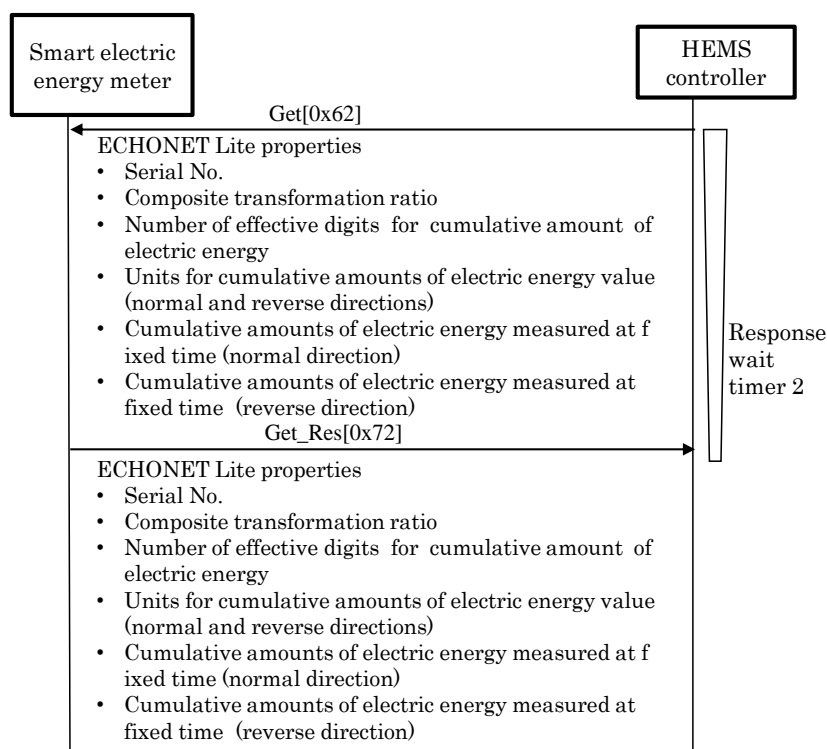 Smart electric
energy meter
HEMS
controller
Get[0x62]
ECHONET Lite properties
• Serial No.
• Composite transformation ratio
• Number of effective digits for cumulative amount of
electric energy
• Units for cumulative amounts of electric energy value
(normal and reverse directions)
• Cumulative amounts of electric energy measured at f
ixed time (normal direction)
• Cumulative amounts of electric energy measured at
fixed time (reverse direction)
Response
wait
timer 2
Get_Res[0x72]
ECHONET Lite properties
• Serial No.
• Composite transformation ratio
• Number of effective digits for cumulative amount of
electric energy
• Units for cumulative amounts of electric energy value
(normal and reverse directions)
• Cumulative amounts of electric energy measured at f
ixed time (normal direction)
• Cumulative amounts of electric energy measured at
fixed time (reverse direction)